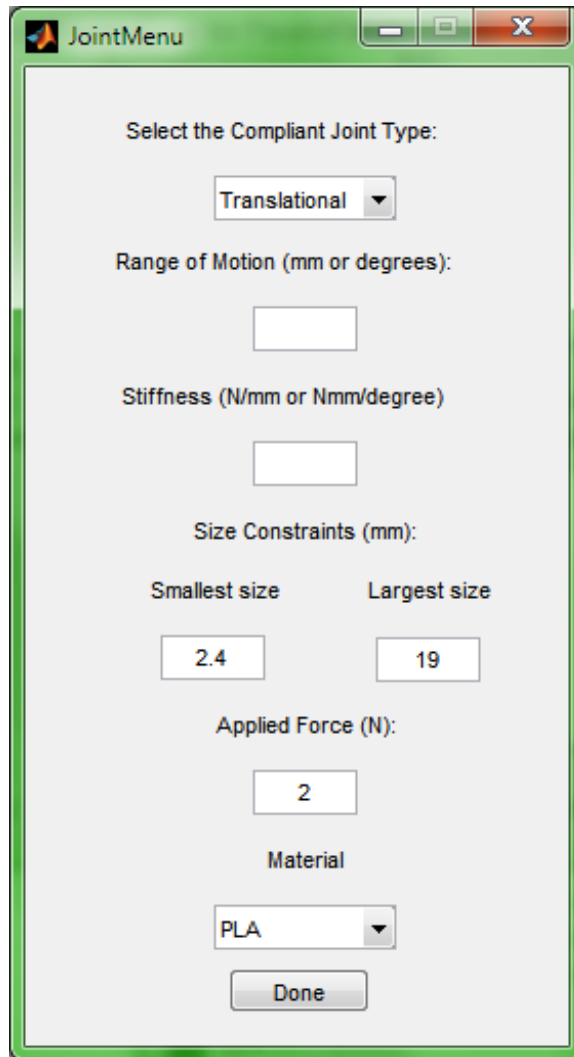 JointMenu
Select the Compliant Joint Type:
Translational
Range of Motion (mm or degrees):
Stiffness (N/mm or Nmm/degree)
Size Constraints (mm):
Smallest size Largest size
2.4 19
Applied Force (N):
2
Material
PLA
Done